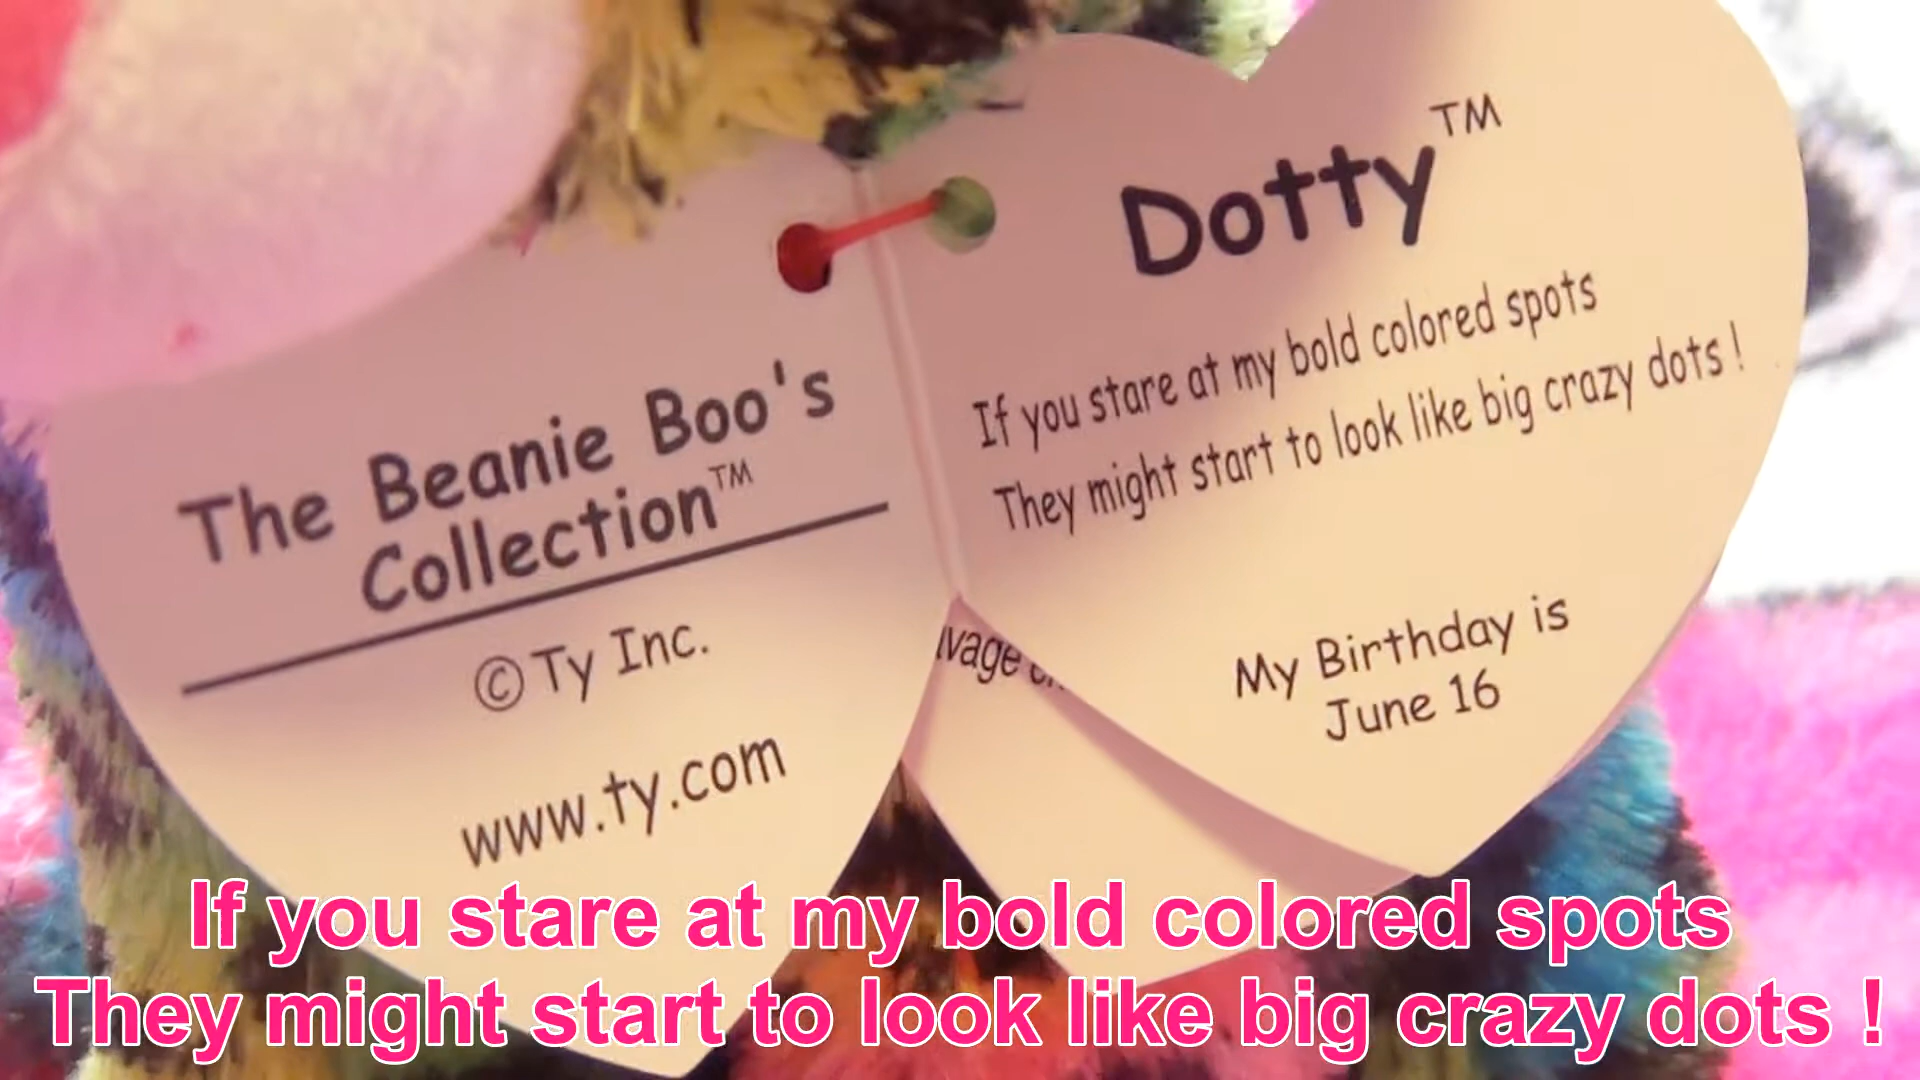 The Beanie Boo's
Collection™
© Ty Inc.
www.ty.com
Dotty™
If you stare at my bold colored spots
They might start to look like big crazy dots !
My Birthday is
June 16
If you stare at my bold colored spots
They might start to look like big crazy dots !